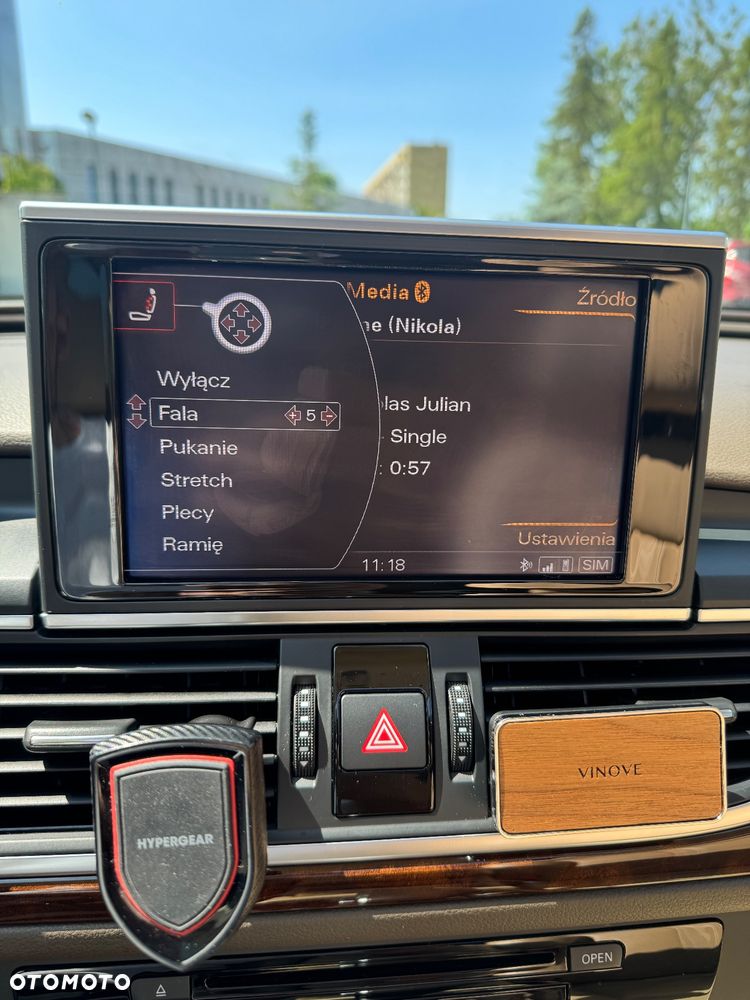 Media
Źródło
ne (Nikola)
Wyłącz
Fala 5
las Julian
Pukanie
Single
Stretch
: 0:57
Plecy
Ustawienia
Ramię
11:18
SIM
VINOVE
HYPERGEAR
OPEN
OTOMOTO